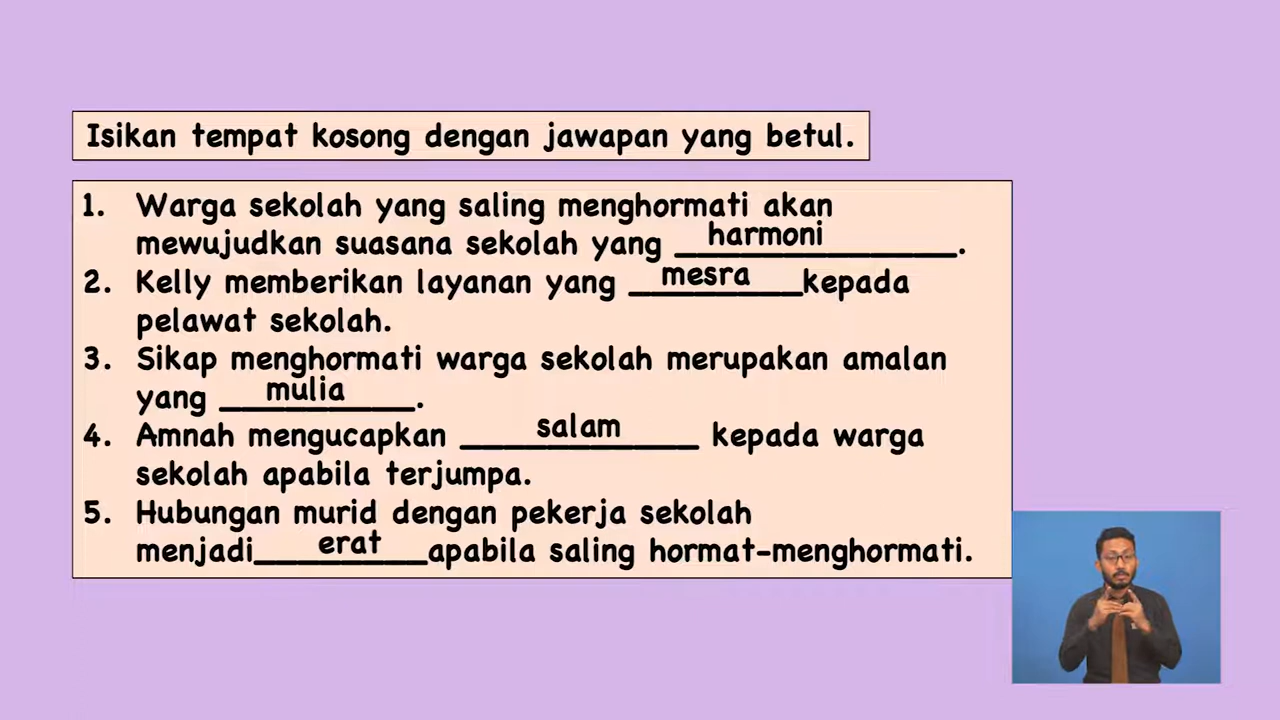 Isikan tempat kosong dengan jawapan yang betul.
1. Warga sekolah yang saling menghormati akan
mewujudkan suasana sekolah yang harmoni.
2. Kelly memberikan layanan yang mesra kepada
pelawat sekolah.
3. Sikap menghormati warga sekolah merupakan amalan
yang mulia.
4. Amnah mengucapkan salam kepada warga
sekolah apabila terjumpa.
5. Hubungan murid dengan pekerja sekolah
menjadi erat apabila saling hormat-menghormati.